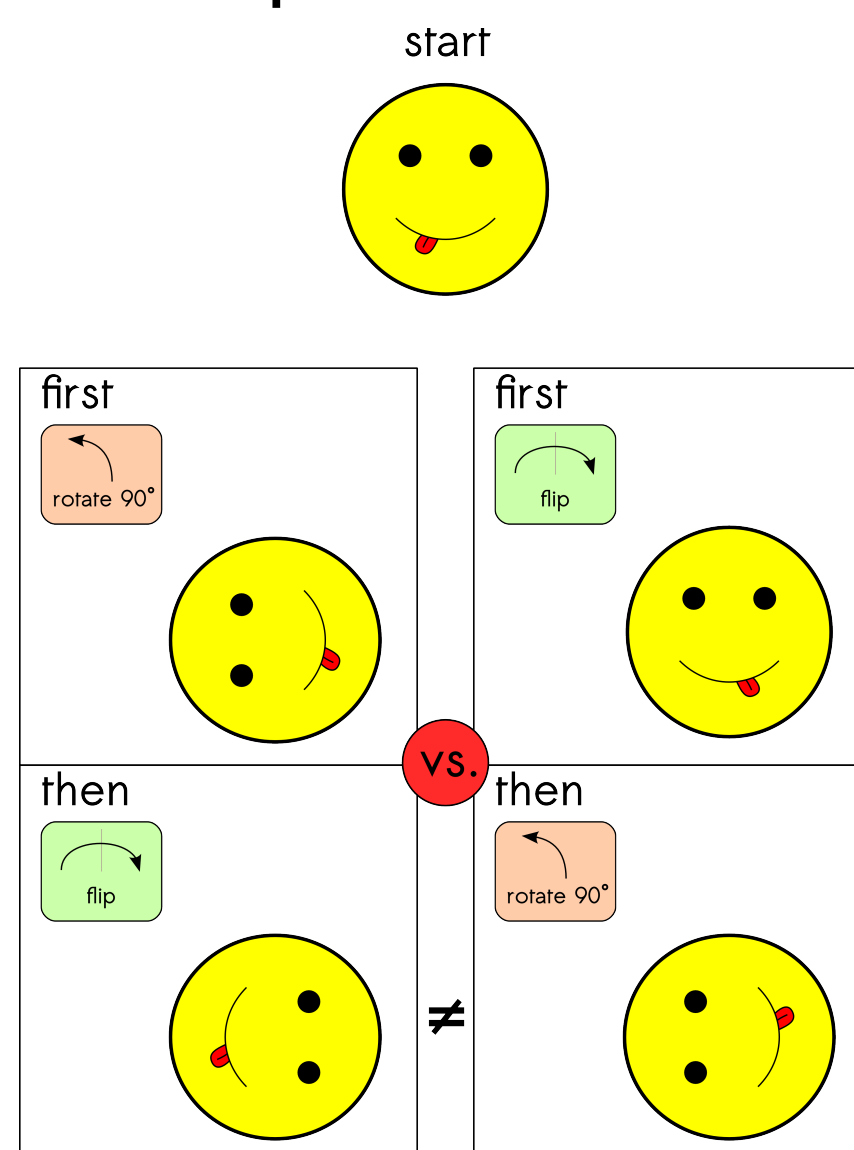 start
first
rotate 90°
first
flip
vs.
then
flip
then
rotate 90°
≠